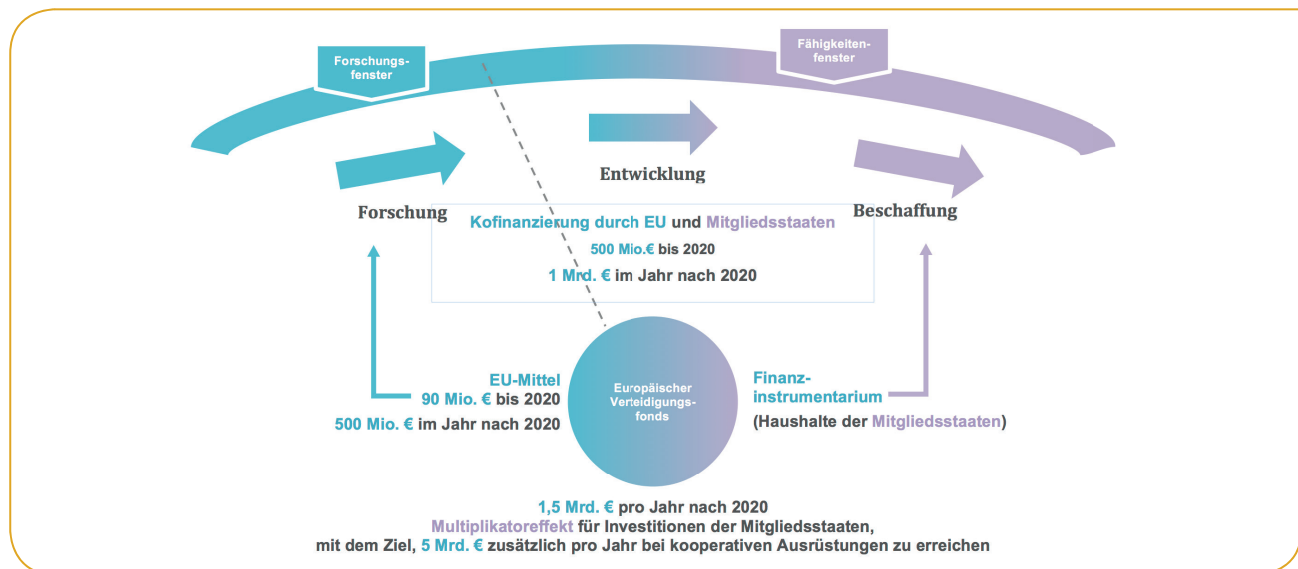 Forschungs-
fenster
Fähigkeiten-
fenster
Entwicklung
Forschung
Beschaffung
Kofinanzierung durch EU und Mitgliedsstaaten
500 Mio.€ bis 2020
1 Mrd. € im Jahr nach 2020
EU-Mittel
90 Mio. € bis 2020
500 Mio. € im Jahr nach 2020
Europäischer
Verteidigungs-
fonds
Finanz-
instrumentarium
(Haushalte der Mitgliedsstaaten)
1,5 Mrd. € pro Jahr nach 2020
Multiplikatoreffekt für Investitionen der Mitgliedsstaaten,
mit dem Ziel, 5 Mrd. € zusätzlich pro Jahr bei kooperativen Ausrüstungen zu erreichen